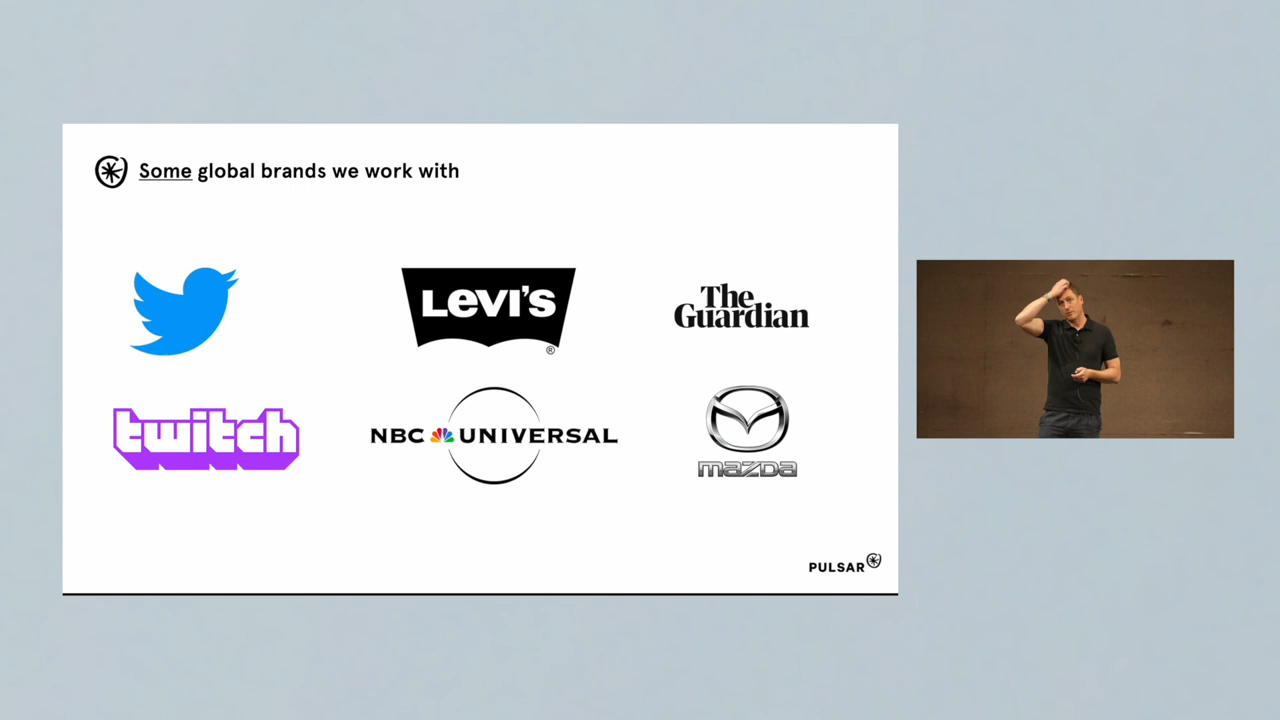 Some global brands we work with
LEVI'S
®
The
Guardian
twitch
NBC UNIVERSAL
mazda
PULSAR